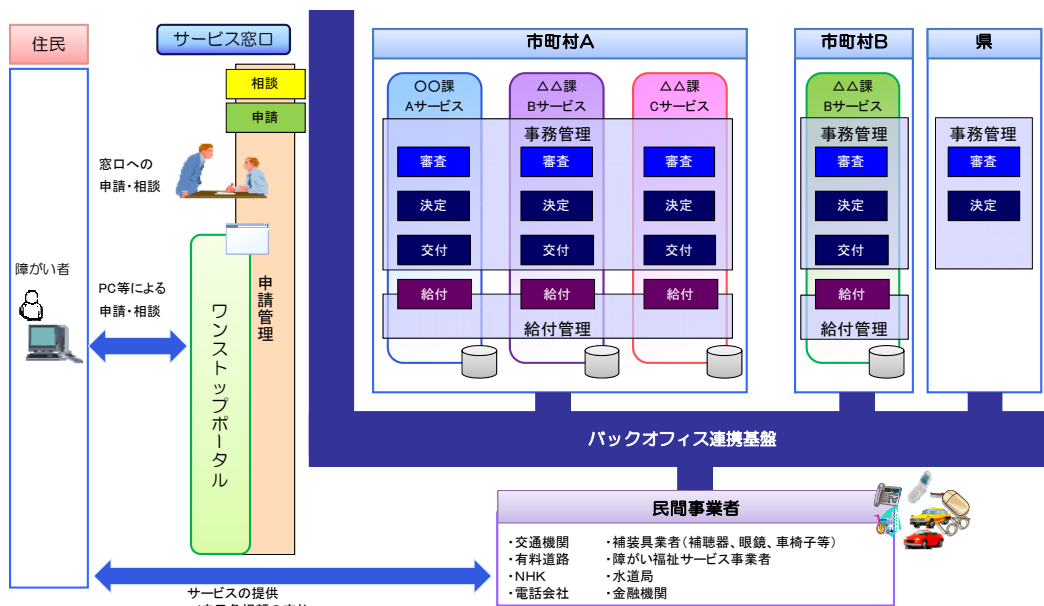 住民
サービス窓口
相談
申請
窓口への
申請・相談
障がい者
PC等による
申請・相談
ワンストップポータル
申請管理
市町村A
〇〇課
Aサービス
△△課
Bサービス
△△課
Cサービス
事務管理
審査
審査
審査
決定
決定
決定
交付
交付
交付
給付
給付
給付
給付管理
市町村B
△△課
Bサービス
事務管理
審査
決定
交付
給付
給付管理
県
事務管理
審査
決定
バックオフィス連携基盤
民間事業者
・交通機関
・有料道路
・NHK
・電話会社
・補装具業者(補聴器、眼鏡、車椅子等)
・障がい福祉サービス事業者
・水道局
・金融機関
サービスの提供